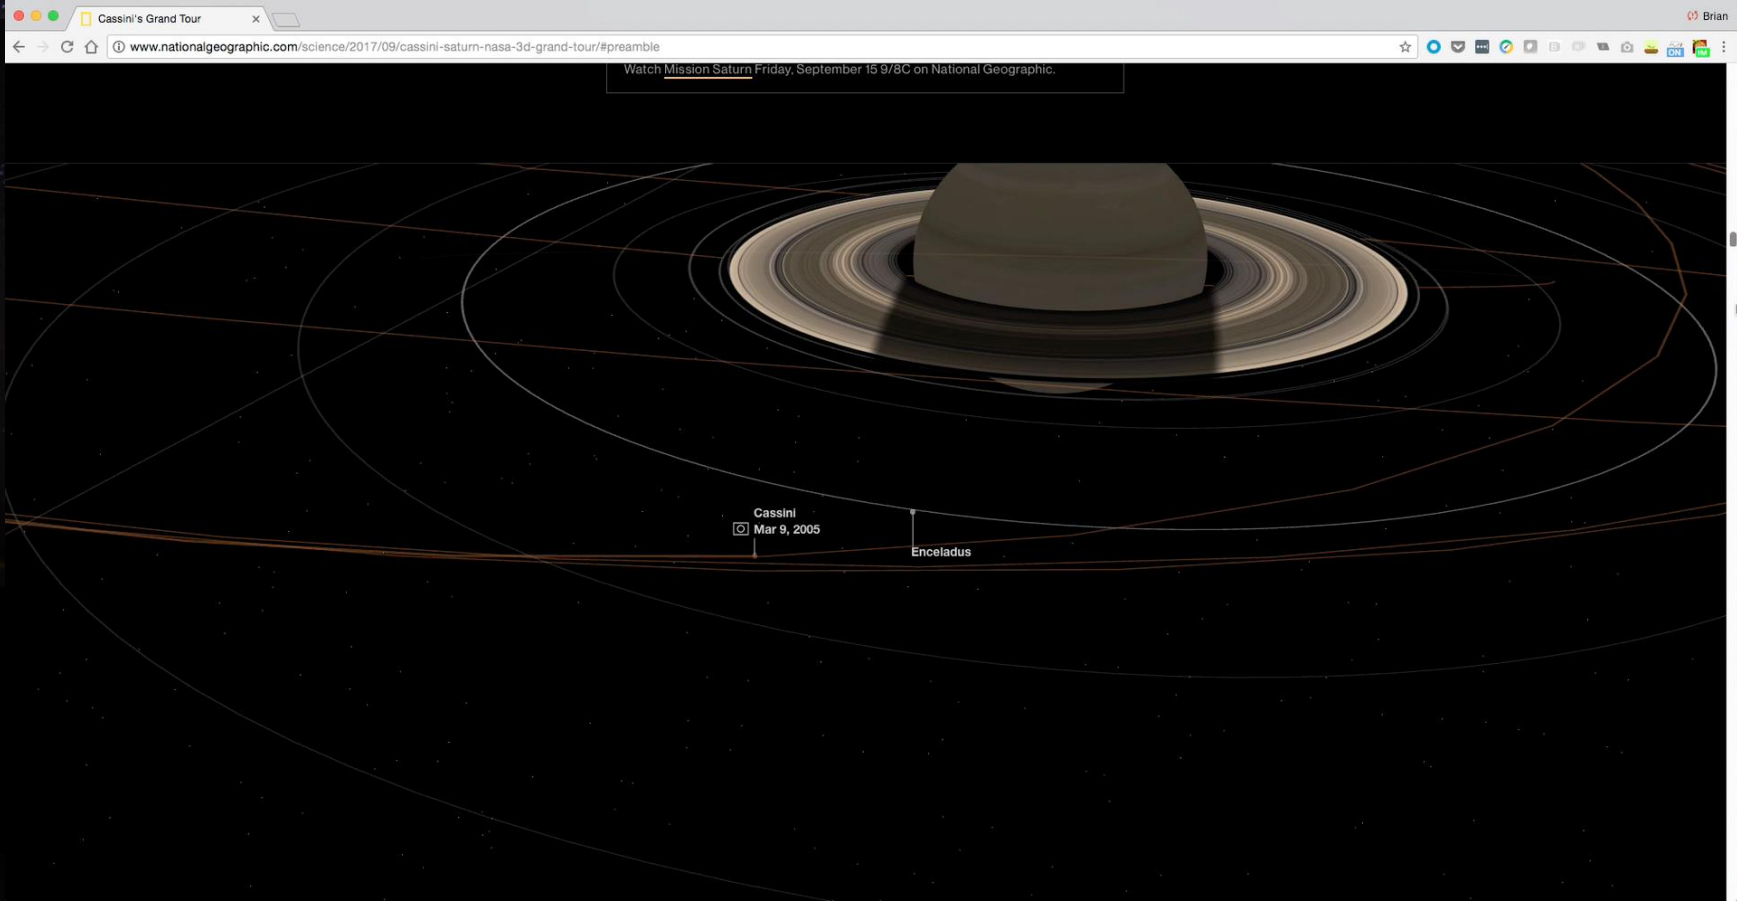 Cassini's Grand Tour
Brian
www.nationalgeographic.com/science/2017/09/cassini-saturn-nasa-3d-grand-tour/#preamble
ON
Watch Mission Saturn Friday, September 15 9/8C on National Geographic.
Cassini
Mar 9, 2005
Enceladus